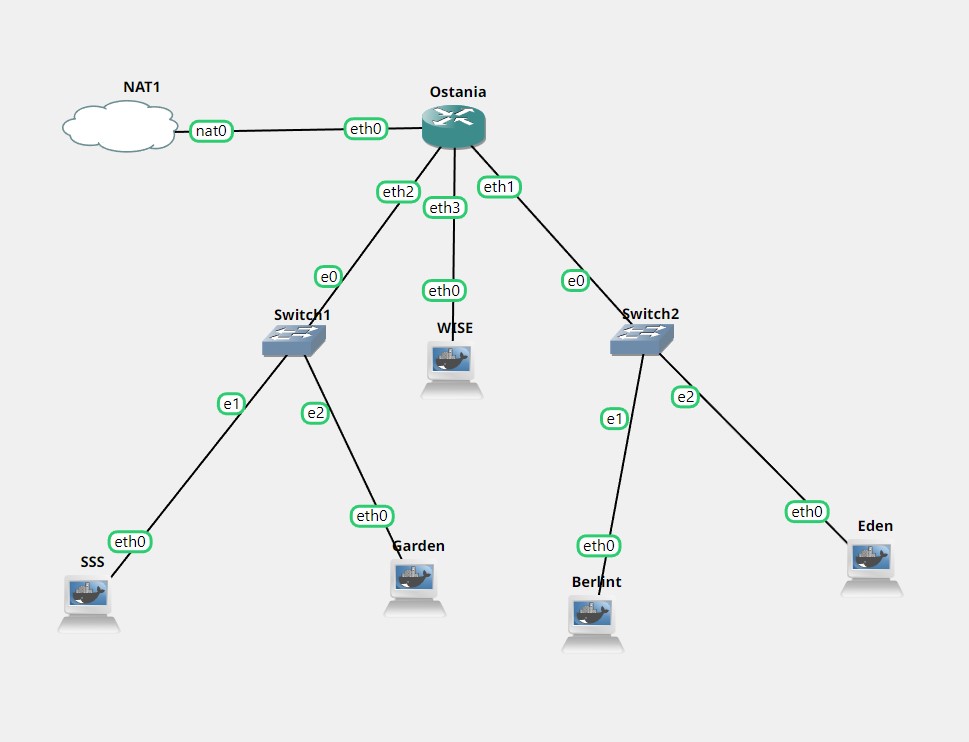 NAT1
Ostania
nat0
eth0
eth2
eth3
eth1
e0
eth0
e0
Switch1
WISE
Switch2
e1
e2
e1
e2
eth0
eth0
eth0
eth0
SSS
Garden
Berlint
Eden